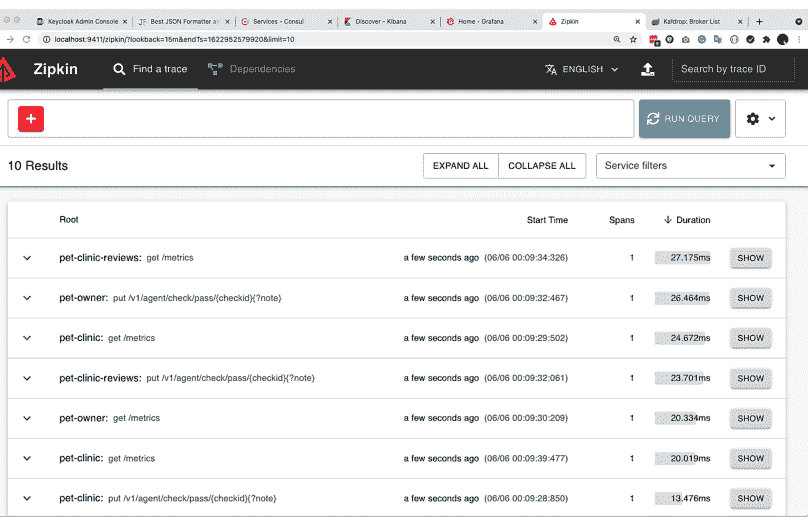 Keycloak Admin Console
JF Best JSON Formatter an
Services - Consul
Discover - Kibana
Home - Grafana
Zipkin
Kafdrop: Broker List
localhost:9411/zipkin/?lookback=15m&endTs=1622952579920&limit=10
Zipkin
Find a trace
Dependencies
ENGLISH
Search by trace ID
+
RUN QUERY
10 Results
EXPAND ALL
COLLAPSE ALL
Service filters
Root Start Time Spans Duration
pet-clinic-reviews: get /metrics a few seconds ago (06/06 00:09:34:326) 1 27.175ms SHOW
pet-owner: put /v1/agent/check/pass/{checkid}{?note} a few seconds ago (06/06 00:09:32:467) 1 26.464ms SHOW
pet-clinic: get /metrics a few seconds ago (06/06 00:09:29:502) 1 24.672ms SHOW
pet-clinic-reviews: put /v1/agent/check/pass/{checkid}{?note} a few seconds ago (06/06 00:09:32:061) 1 23.701ms SHOW
pet-owner: get /metrics a few seconds ago (06/06 00:09:30:209) 1 20.334ms SHOW
pet-clinic: get /metrics a few seconds ago (06/06 00:09:39:477) 1 20.019ms SHOW
pet-clinic: put /v1/agent/check/pass/{checkid}{?note} a few seconds ago (06/06 00:09:28:850) 1 13.476ms SHOW